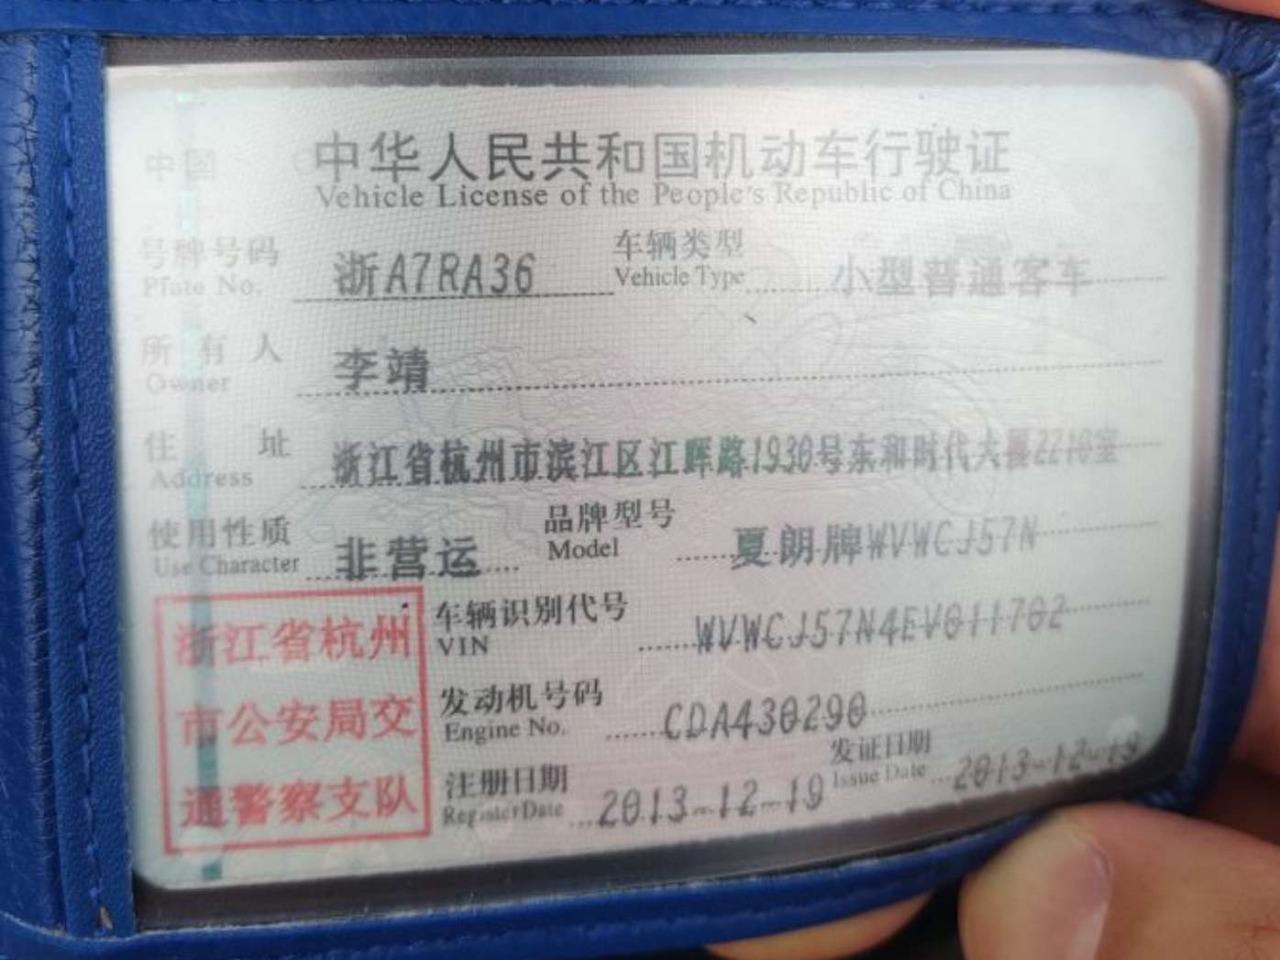 中华人民共和国机动车行驶证
Vehicle License of the People's Republic of China
号牌号码 浙A7RA36 车辆类型 小型普通客车
Plate No. Vehicle Type
所有人 李靖
Owner
住址 浙江省杭州市滨江区江晖路1930号东和时代大厦2210室
Address
使用性质 非营运 品牌型号 夏朗牌WVWCJ57N
Use Character Model
浙江省杭州
市公安局交
通警察支队
车辆识别代号 WVWCJ57N4EV011702
VIN
发动机号码 CDA430290
Engine No.
注册日期 2013-12-19 发证日期 2013-12-19
Register Date Issue Date